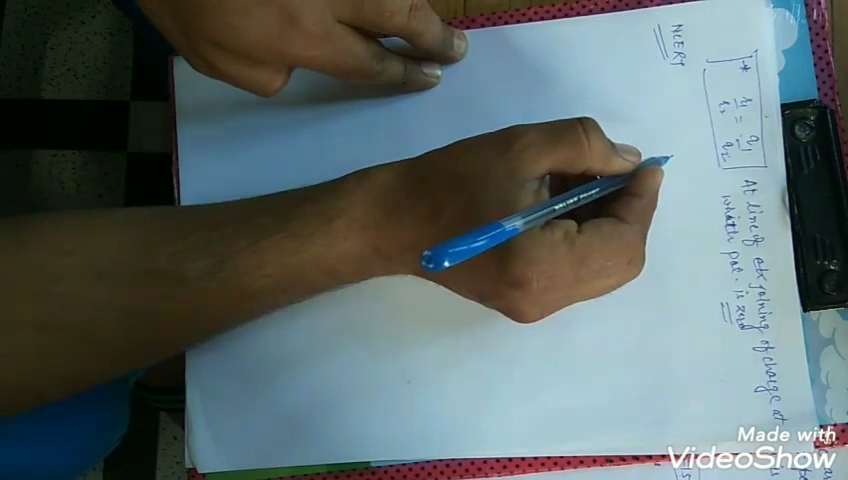 * r1 / r2 = q1 / q2 At line of joining of charge at
which pot. is zero
NCERT
Made with
VideoShow